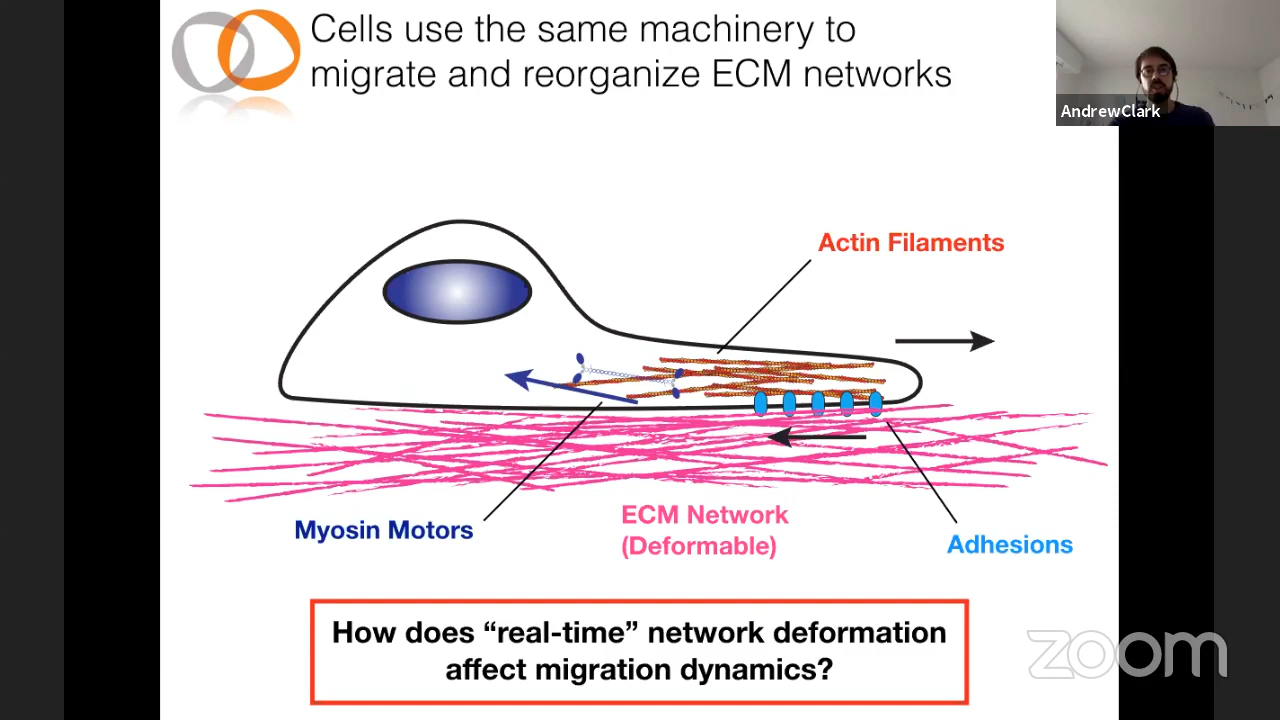 Cells use the same machinery to
migrate and reorganize ECM networks
AndrewClark
Actin Filaments
Myosin Motors
ECM Network
(Deformable)
Adhesions
How does “real-time” network deformation
affect migration dynamics?
zoom